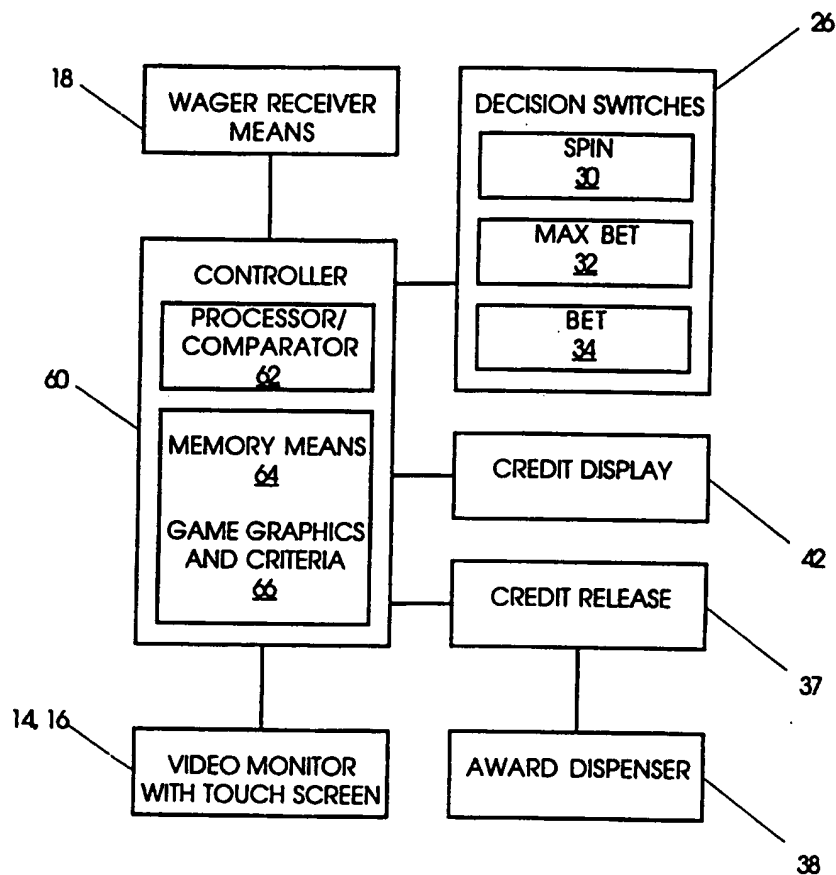 26
18
WAGER RECEIVER
MEANS
DECISION SWITCHES
SPIN
30
MAX BET
32
BET
34
CONTROLLER
PROCESSOR/
COMPARATOR
62
60
MEMORY MEANS
64
GAME GRAPHICS
AND CRITERIA
66
CREDIT DISPLAY
42
CREDIT RELEASE
37
14, 16
VIDEO MONITOR
WITH TOUCH SCREEN
AWARD DISPENSER
38